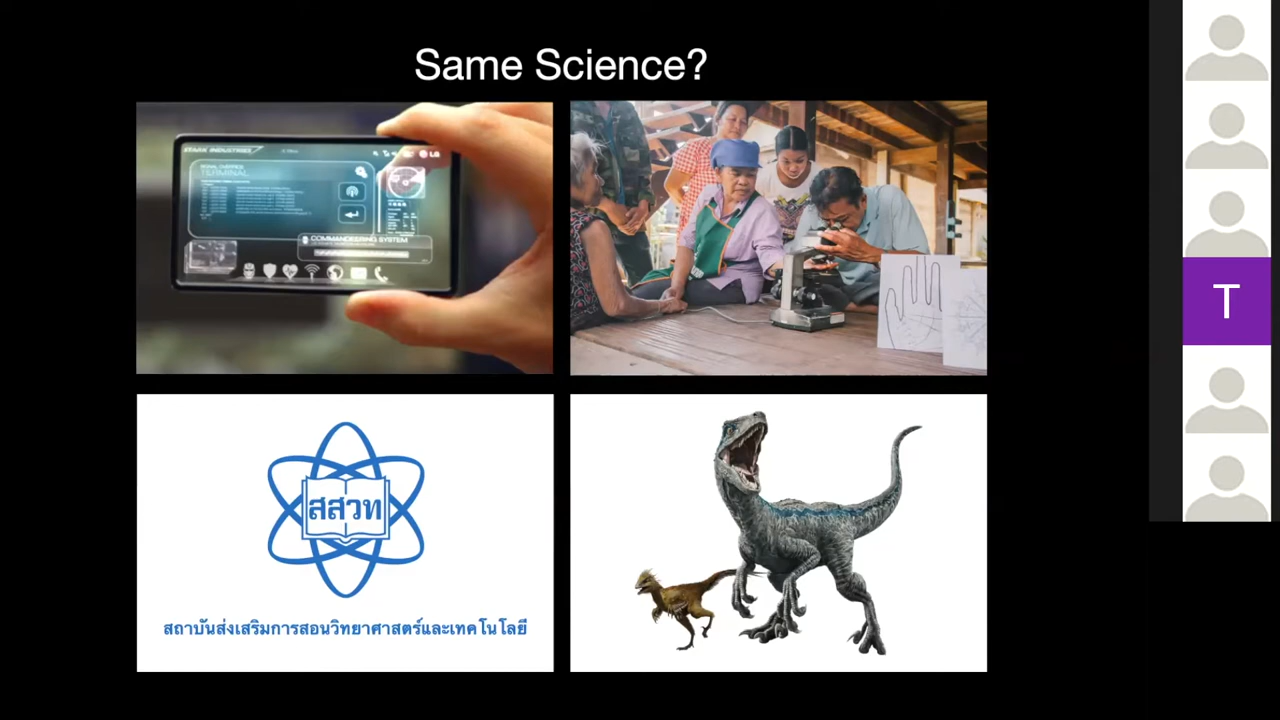 Same Science?
STARK INDUSTRIES
LG
TERMINAL
COMMANDEERING SYSTEM
สสวท
สถาบันส่งเสริมการสอนวิทยาศาสตร์และเทคโนโลยี
T